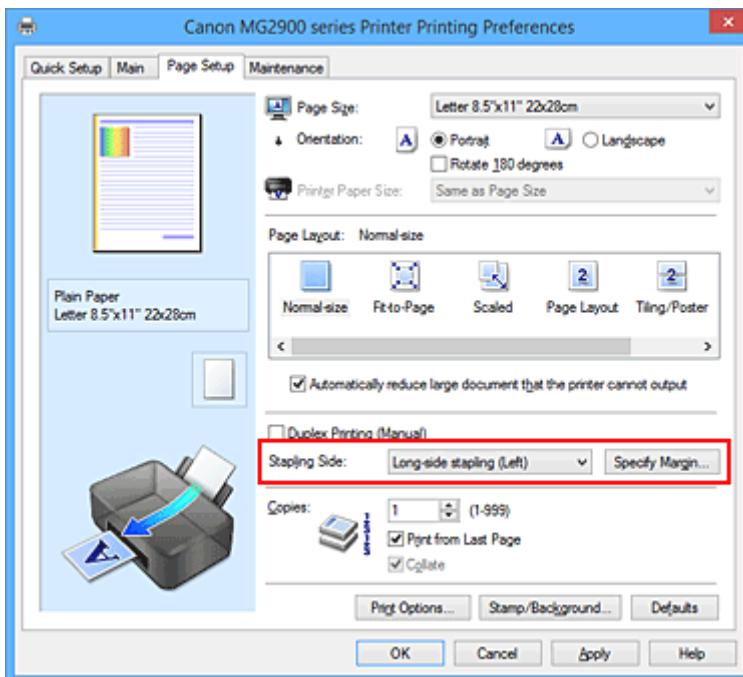 Canon MG2900 series Printer Printing Preferences
Quick Setup Main Page Setup Maintenance
Page Size: Letter 8.5"x11" 22x28cm
Orientation: A Portrait A Landscape
Rotate 180 degrees
Printer Paper Size: Same as Page Size
Page Layout: Normal-size
Normal-size Fit-to-Page Scaled 2 Page Layout 2 Tiling/Poster
Plain Paper
Letter 8.5"x11" 22x28cm
Automatically reduce large document that the printer cannot output
Duplex Printing (Manual)
Stapling Side: Long-side stapling (Left) Specify Margin...
Copies: 1 (1-999)
Print from Last Page
Collate
A
Print Options... Stamp/Background... Defaults
OK Cancel Apply Help